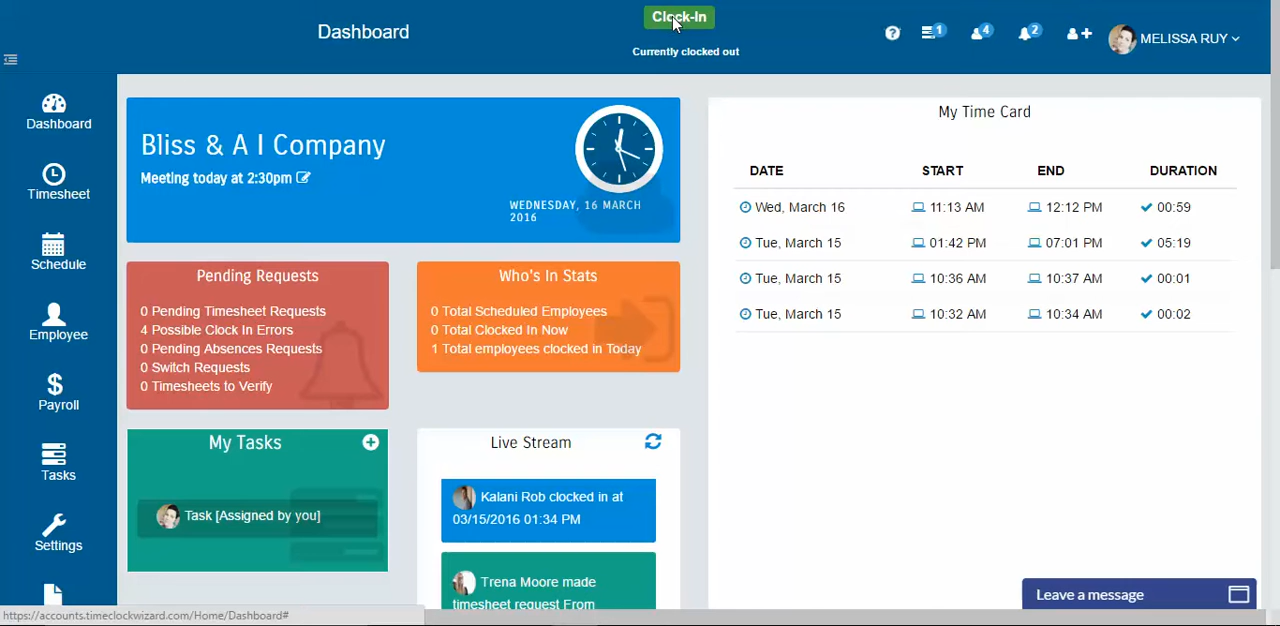 Dashboard
Clock-In
Currently clocked out
1
4
2
MELISSA RUY
Dashboard
Timesheet
Schedule
Employee
Payroll
Tasks
Settings
Bliss & A I Company
Meeting today at 2:30pm
WEDNESDAY, 16 MARCH
2016
Pending Requests
0 Pending Timesheet Requests
4 Possible Clock In Errors
0 Pending Absences Requests
0 Switch Requests
0 Timesheets to Verify
Who's In Stats
0 Total Scheduled Employees
0 Total Clocked In Now
1 Total employees clocked in Today
My Tasks
Task [Assigned by you]
Live Stream
Kalani Rob clocked in at
03/15/2016 01:34 PM
Trena Moore made
timesheet request From
My Time Card
DATE START END DURATION
Wed, March 16 11:13 AM 12:12 PM 00:59
Tue, March 15 01:42 PM 07:01 PM 05:19
Tue, March 15 10:36 AM 10:37 AM 00:01
Tue, March 15 10:32 AM 10:34 AM 00:02
Leave a message
https://accounts.timeclockwizard.com/Home/Dashboard#